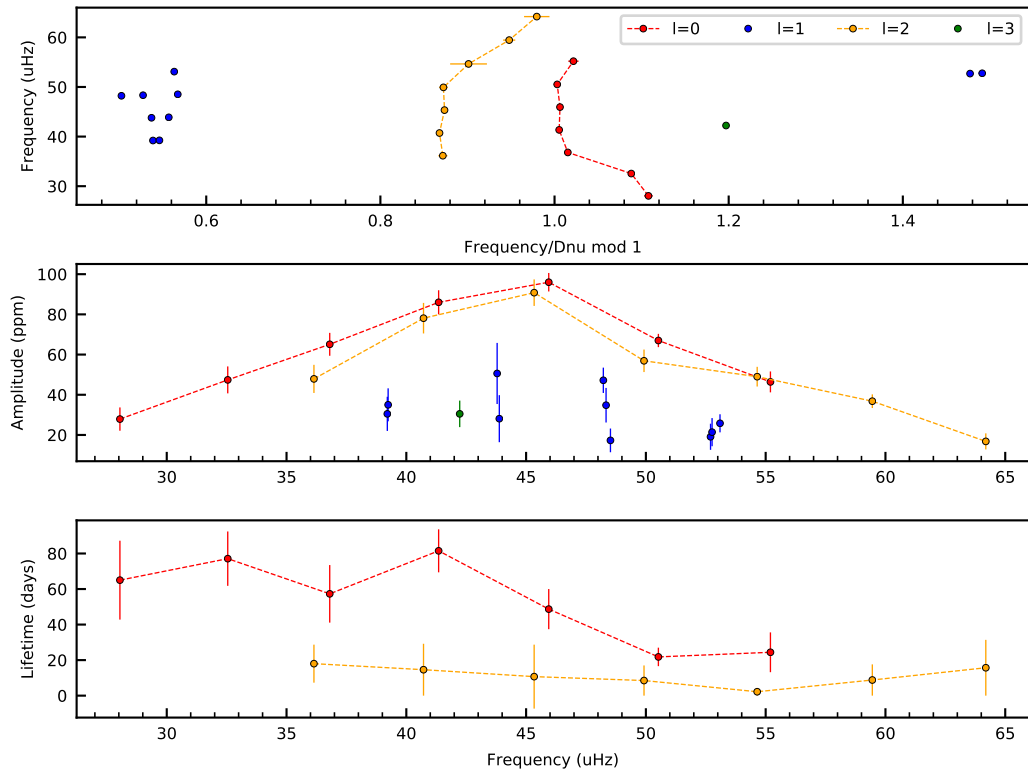 Frequency (uHz)
60
50
40
30
l=0 l=1 l=2 l=3
0.6 0.8 1.0 1.2 1.4
Frequency/Dnu mod 1
Amplitude (ppm)
100
80
60
40
20
30 35 40 45 50 55 60 65
Lifetime (days)
80
60
40
20
0
30 35 40 45 50 55 60 65
Frequency (uHz)